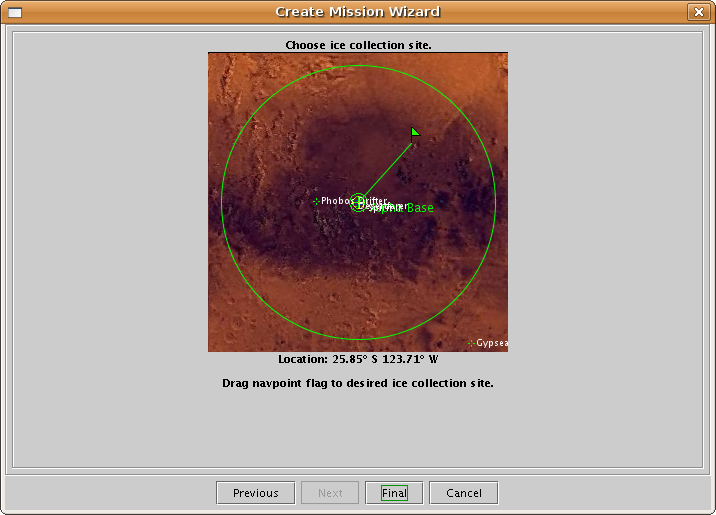 Create Mission Wizard
Choose ice collection site.
Phobos Drifter
Base
Gypsea
Location: 25.85° S 123.71° W
Drag navpoint flag to desired ice collection site.
Previous
Next
Final
Cancel